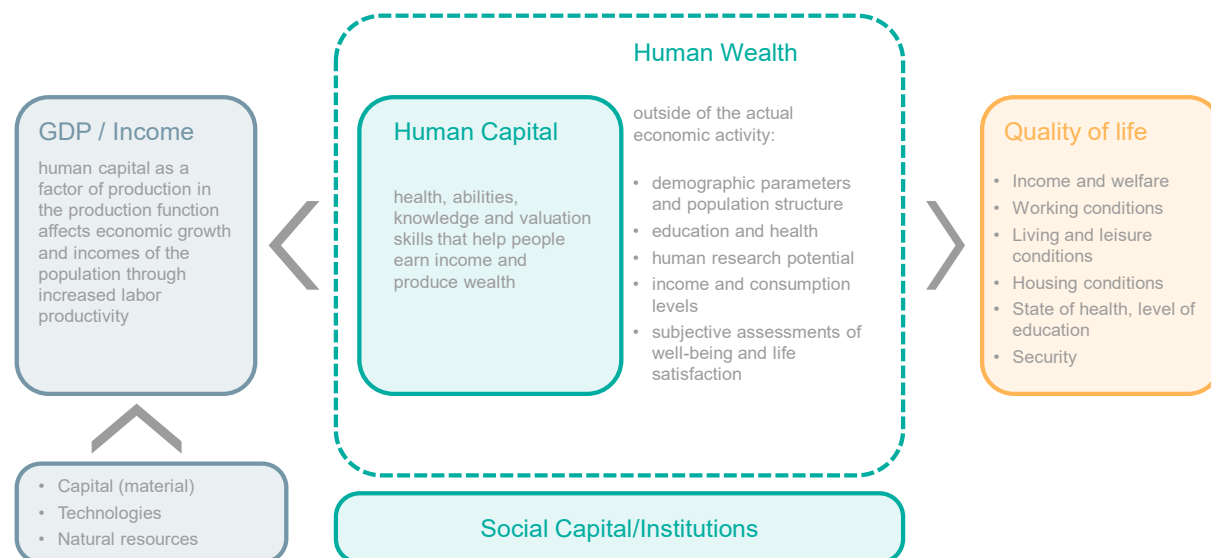 Human Wealth
GDP / Income
human capital as a
factor of production in
the production function
affects economic growth
and incomes of the
population through
increased labor
productivity
• Capital (material)
• Technologies
• Natural resources
Human Capital
health, abilities,
knowledge and valuation
skills that help people
earn income and
produce wealth
outside of the actual
economic activity:
• demographic parameters
and population structure
• education and health
• human research potential
• income and consumption
levels
• subjective assessments of
well-being and life
satisfaction
Social Capital/Institutions
Quality of life
• Income and welfare
• Working conditions
• Living and leisure
conditions
• Housing conditions
• State of health, level of
education
• Security